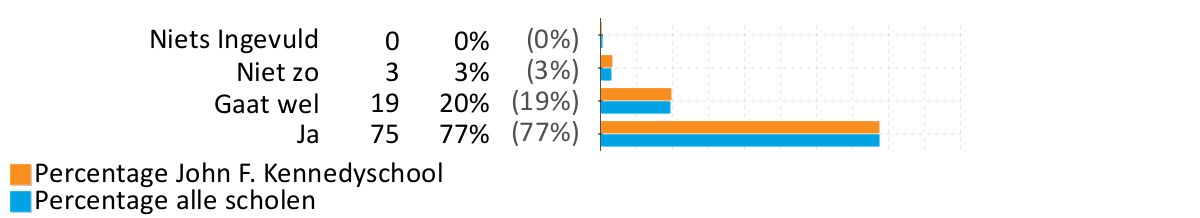 Niets Ingevuld 0 0% (0%)
Niet zo 3 3% (3%)
Gaat wel 19 20% (19%)
Ja 75 77% (77%)
Percentage John F. Kennedyschool
Percentage alle scholen